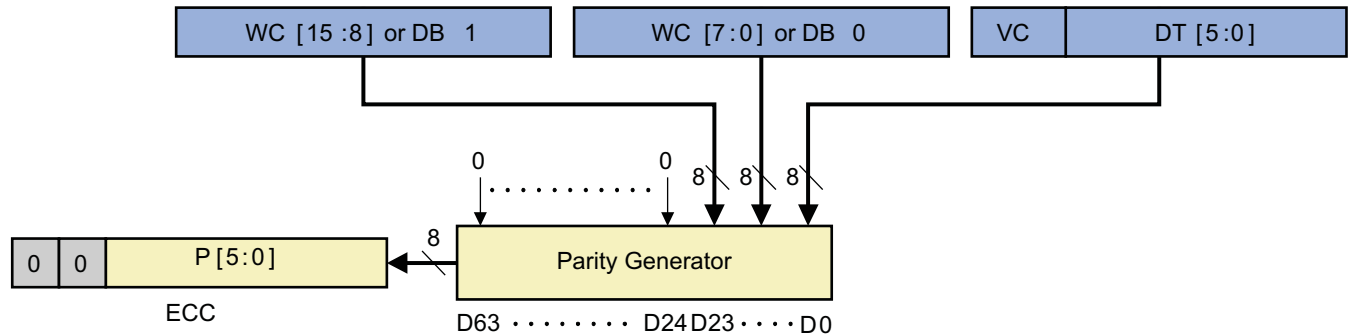 WC [15 :8] or DB 1
WC [7:0] or DB 0
VC
DT [5:0]
0
0
8
8
8
0
0
P[5:0]
8
Parity Generator
ECC
D63 · · · · · · · · D24 D23 · · · · D0